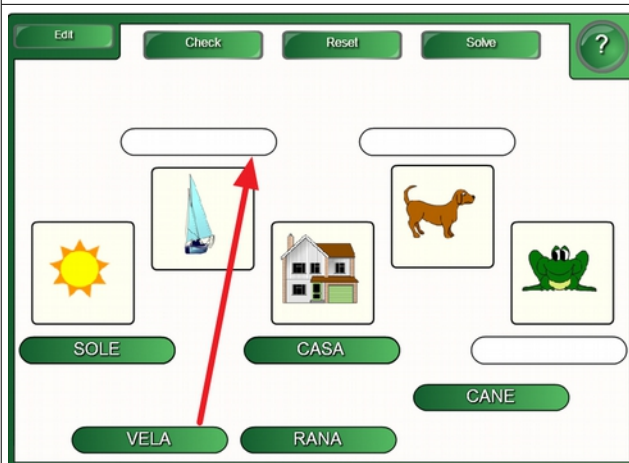 Edit
Check
Reset
Solve
?
SOLE
CASA
CANE
VELA
RANA